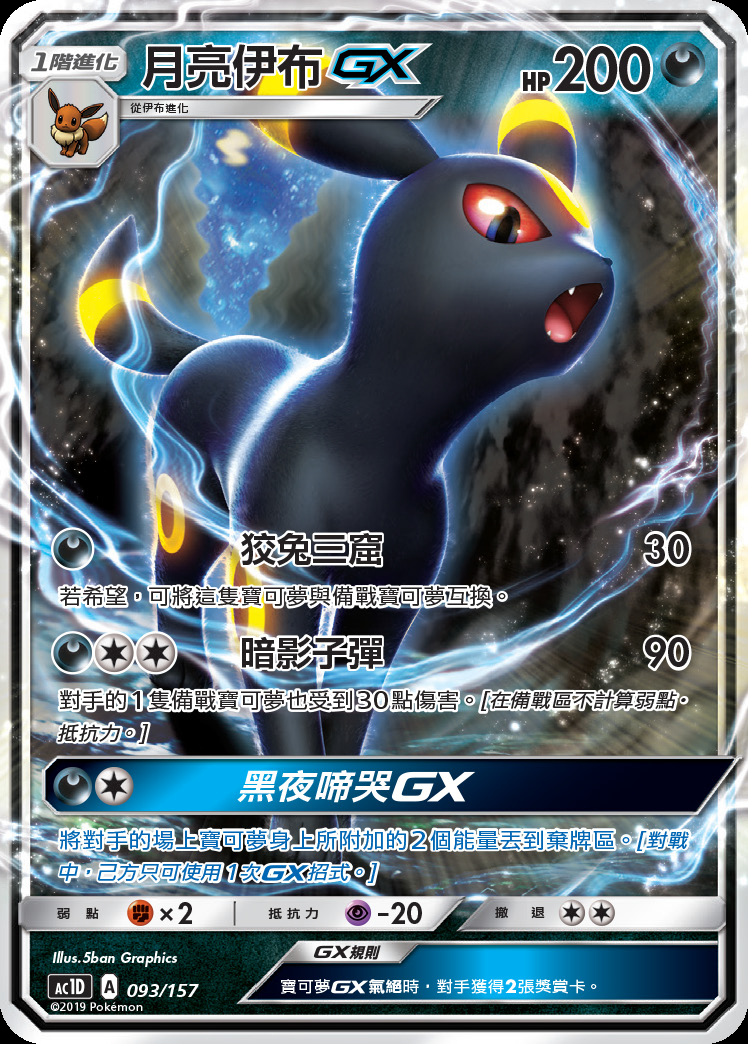 1階進化
月亮伊布GX
HP200
從伊布進化
狡兔三窟 30
若希望,可將這隻寶可夢與備戰寶可夢互換。
暗影子彈 90
對手的1隻備戰寶可夢也受到30點傷害。[在備戰區不計算弱點・
抵抗力。]
黑夜啼哭GX
將對手的場上寶可夢身上所附加的2個能量丟到棄牌區。[對戰
中,己方只可使用1次GX招式。]
弱點 ×2 抵抗力 -20 撤退
Illus.5ban Graphics
GX規則
寶可夢GX氣絕時,對手獲得2張獎賞卡。
AC1D A 093/157
©2019 Pokémon